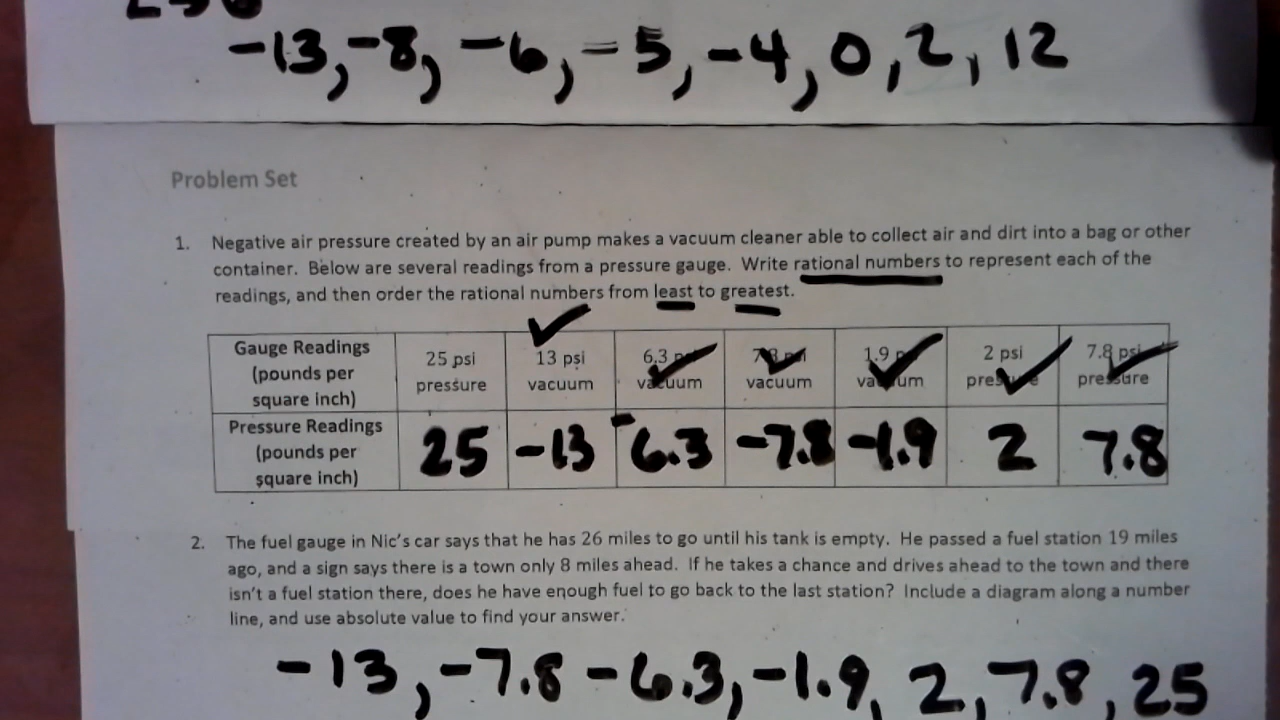 -13, -8, -6, -5, -4, 0, 2, 12
Problem Set
1. Negative air pressure created by an air pump makes a vacuum cleaner able to collect air and dirt into a bag or other
container. Below are several readings from a pressure gauge. Write rational numbers to represent each of the
readings, and then order the rational numbers from least to greatest.
Gauge Readings
(pounds per
square inch)
25 psi
pressure
13 psi
vacuum
6.3 psi
vacuum
7.8 psi
vacuum
1.9 psi
vacuum
2 psi
pressure
7.8 psi
pressure
Pressure Readings
(pounds per
square inch)
25
-13
-6.3
-7.8
-1.9
2
7.8
2. The fuel gauge in Nic's car says that he has 26 miles to go until his tank is empty. He passed a fuel station 19 miles
ago, and a sign says there is a town only 8 miles ahead. If he takes a chance and drives ahead to the town and there
isn't a fuel station there, does he have enough fuel to go back to the last station? Include a diagram along a number
line, and use absolute value to find your answer.
-13, -7.8 -6.3, -1.9, 2, 7.8, 25